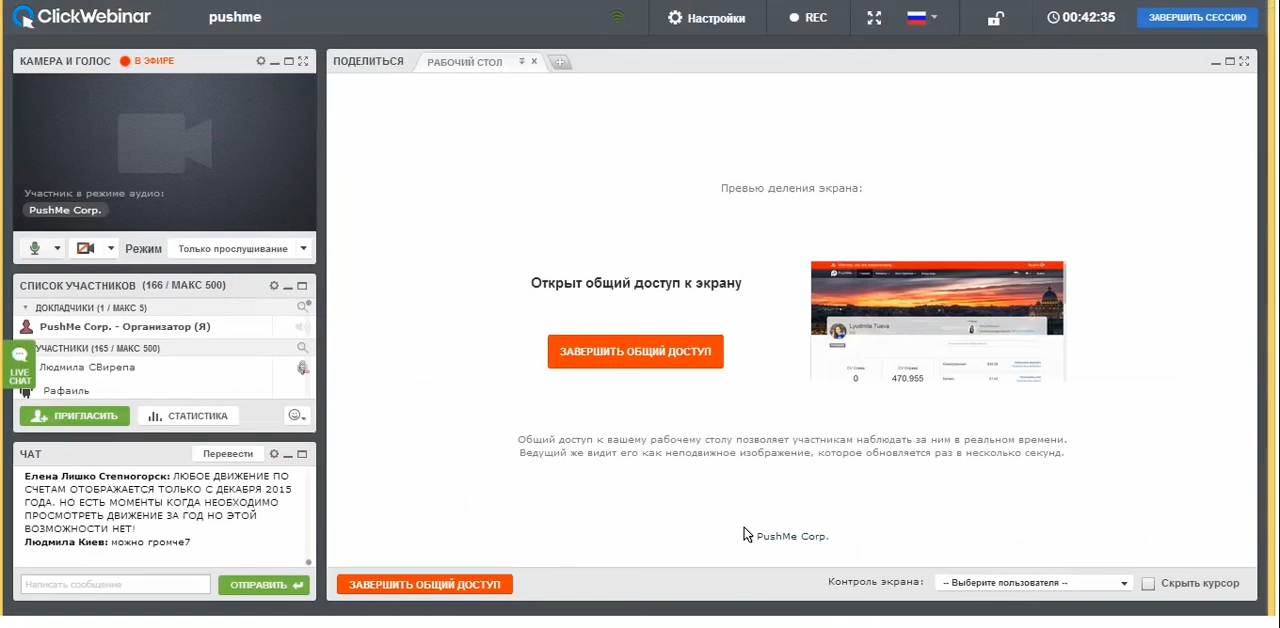 ClickWebinar
pushme
Настройки
REC
00:42:35
ЗАВЕРШИТЬ СЕССИЮ
КАМЕРА И ГОЛОС
В ЭФИРЕ
Участник в режиме аудио:
PushMe Corp.
Режим
Только прослушивание
СПИСОК УЧАСТНИКОВ (166 / МАКС 500)
ДОКЛАДЧИКИ (1 / МАКС 5)
PushMe Corp. - Организатор (Я)
УЧАСТНИКИ (165 / МАКС 500)
Людмила СВирепа
Рафаиль
LIVE
CHAT
ПРИГЛАСИТЬ
СТАТИСТИКА
ЧАТ
Перевести
Елена Лишко Степногорск: ЛЮБОЕ ДВИЖЕНИЕ ПО
СЧЕТАМ ОТОБРАЖАЕТСЯ ТОЛЬКО С ДЕКАБРЯ 2015
ГОДА. НО ЕСТЬ МОМЕНТЫ КОГДА НЕОБХОДИМО
ПРОСМОТРЕТЬ ДВИЖЕНИЕ ЗА ГОД НО ЭТОЙ
ВОЗМОЖНОСТИ НЕТ!
Людмила Киев: можно громче7
Написать сообщение
ОТПРАВИТЬ
ПОДЕЛИТЬСЯ
РАБОЧИЙ СТОЛ
Превью деления экрана:
Открыт общий доступ к экрану
ЗАВЕРШИТЬ ОБЩИЙ ДОСТУП
Lyudmila Tueva
0
470.955
Общий доступ к вашему рабочему столу позволяет участникам наблюдать за ним в реальном времени.
Ведущий же видит его как неподвижное изображение, которое обновляется раз в несколько секунд.
PushMe Corp.
ЗАВЕРШИТЬ ОБЩИЙ ДОСТУП
Контроль экрана:
-- Выберите пользователя --
Скрыть курсор